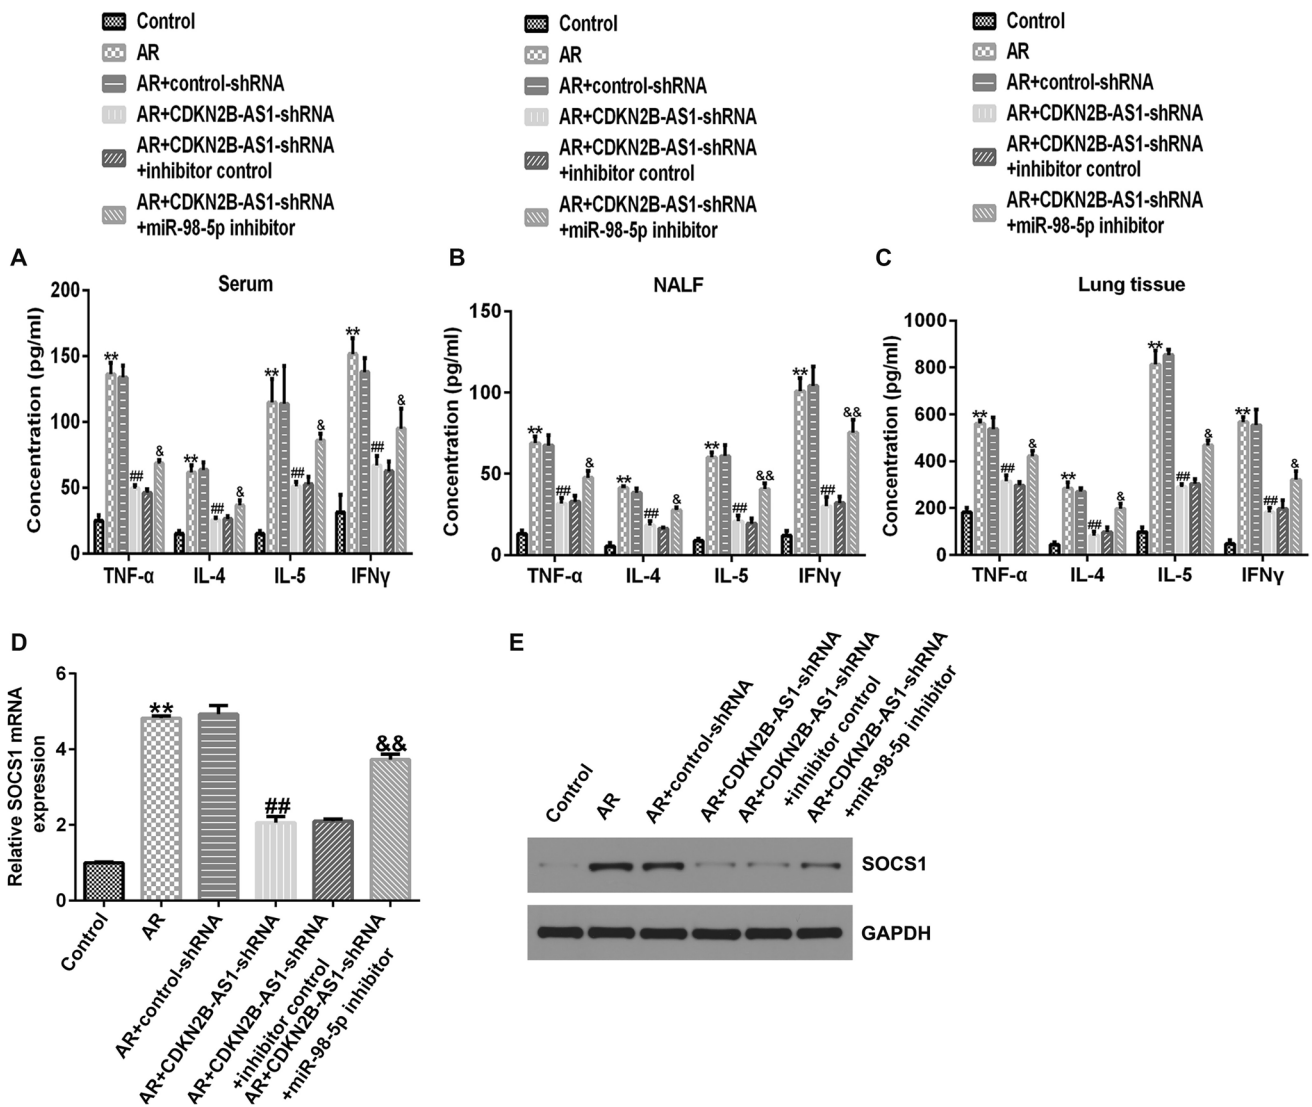 Control
AR
AR+control-shRNA
AR+CDKN2B-AS1-shRNA
AR+CDKN2B-AS1-shRNA
+inhibitor control
AR+CDKN2B-AS1-shRNA
+miR-98-5p inhibitor
Control
AR
AR+control-shRNA
AR+CDKN2B-AS1-shRNA
AR+CDKN2B-AS1-shRNA
+inhibitor control
AR+CDKN2B-AS1-shRNA
+miR-98-5p inhibitor
Control
AR
AR+control-shRNA
AR+CDKN2B-AS1-shRNA
AR+CDKN2B-AS1-shRNA
+inhibitor control
AR+CDKN2B-AS1-shRNA
+miR-98-5p inhibitor
A
Serum
Concentration (pg/ml)
200
150
100
50
0
** ## &
** ## &
** ## &
** ## &
TNF-α IL-4 IL-5 IFNγ
B
NALF
Concentration (pg/ml)
150
100
50
0
** ## &
** ## &
** ## &&
** ## &&
TNF-α IL-4 IL-5 IFNγ
C
Lung tissue
Concentration (pg/ml)
1000
800
600
400
200
0
** ## &
** ## &
** ## &
** ## &
TNF-α IL-4 IL-5 IFNγ
D
Relative SOCS1 mRNA
expression
6
4
2
0
** ## &&
Control
AR
AR+control-shRNA
AR+CDKN2B-AS1-shRNA
AR+CDKN2B-AS1-shRNA
+inhibitor control
AR+CDKN2B-AS1-shRNA
+miR-98-5p inhibitor
E
Control
AR
AR+control-shRNA
AR+CDKN2B-AS1-shRNA
AR+CDKN2B-AS1-shRNA
+inhibitor control
AR+CDKN2B-AS1-shRNA
+miR-98-5p inhibitor
SOCS1
GAPDH